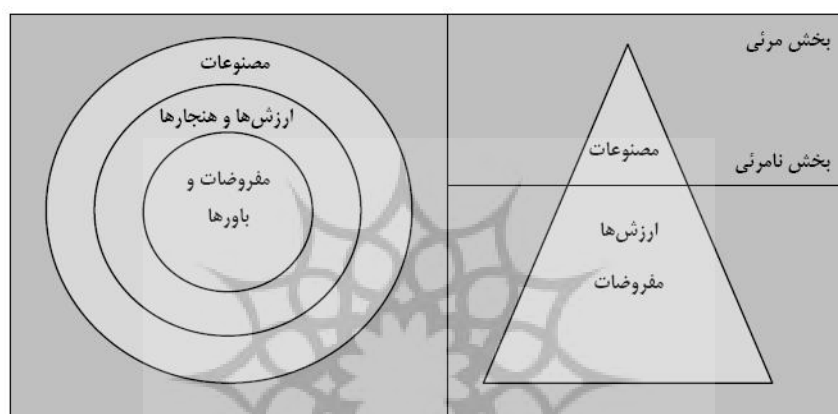 بخش مرئی
مصنوعات
بخش نامرئی
ارزش‌ها
مفروضات
مصنوعات
ارزش‌ها و هنجارها
مفروضات و
باورها